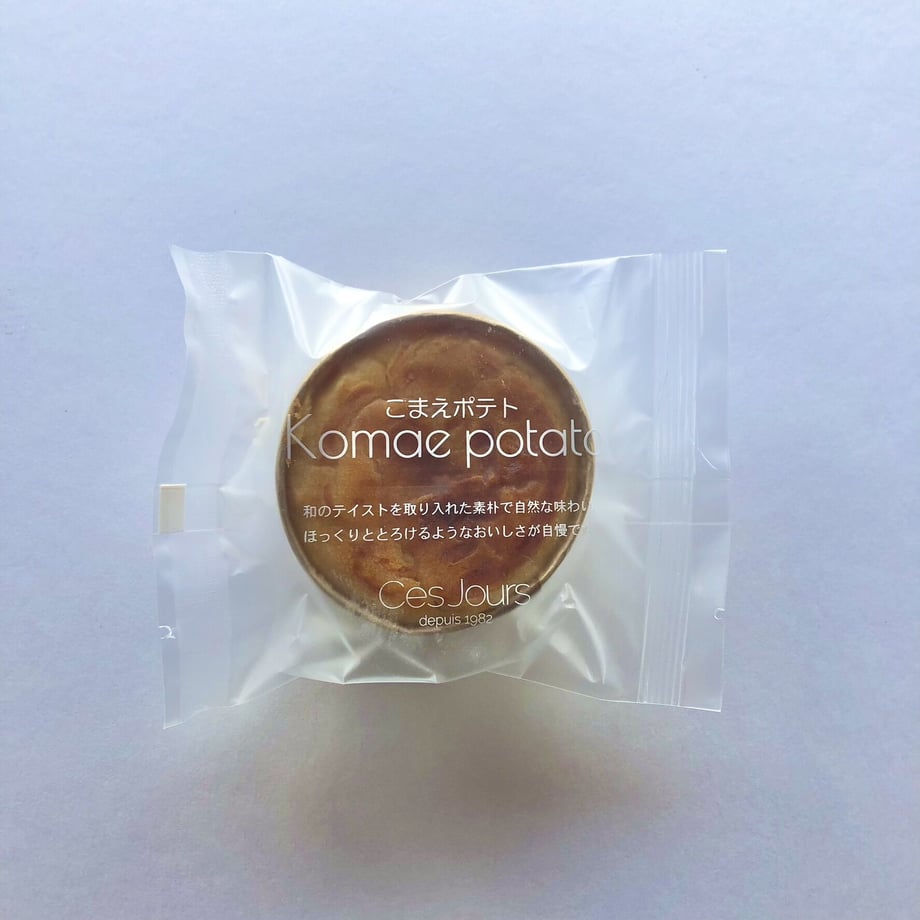 こまえポテト
Komae potato
和のテイストを取り入れた素朴で自然な味わい
ほっくりととろけるようなおいしさが自慢で
Ces Jours
depuis 1982